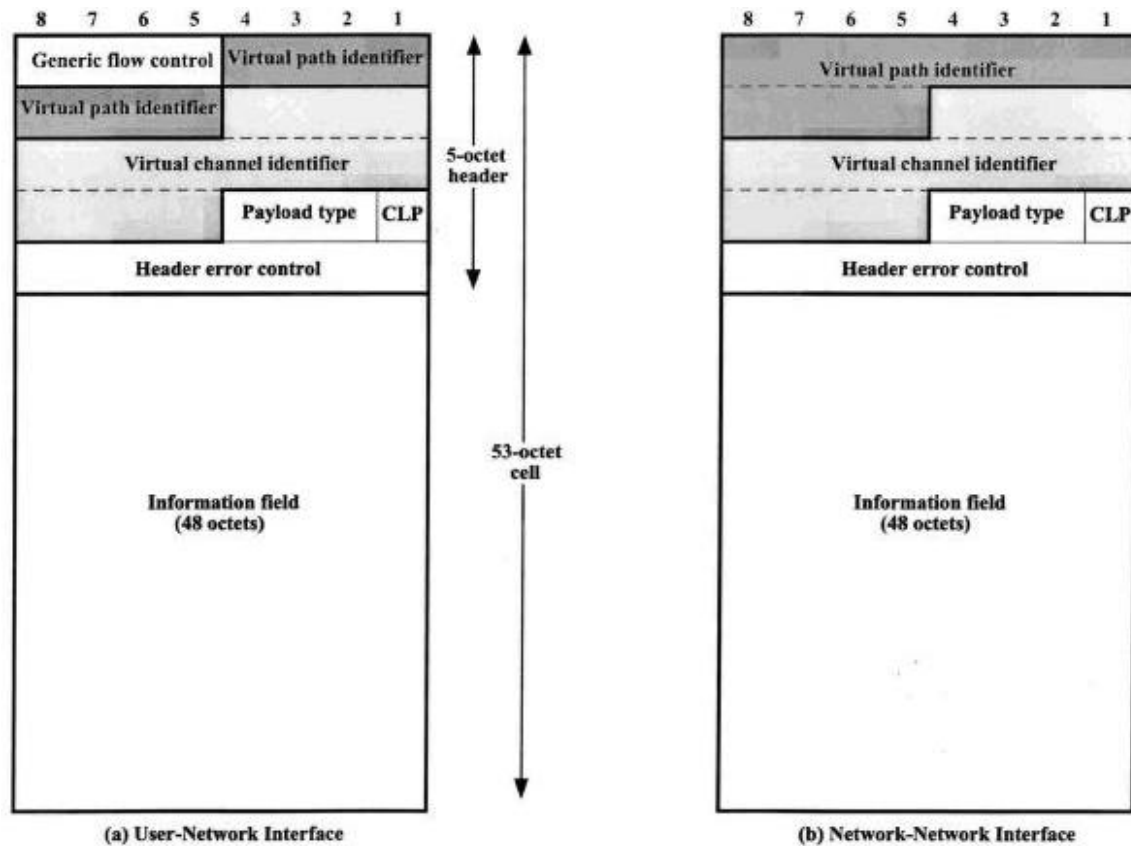 8 7 6 5 4 3 2 1
Generic flow control
Virtual path identifier
Virtual path identifier
Virtual channel identifier
Payload type
CLP
Header error control
Information field
(48 octets)
(a) User-Network Interface
5-octet
header
53-octet
cell
8 7 6 5 4 3 2 1
Virtual path identifier
Virtual channel identifier
Payload type
CLP
Header error control
Information field
(48 octets)
(b) Network-Network Interface